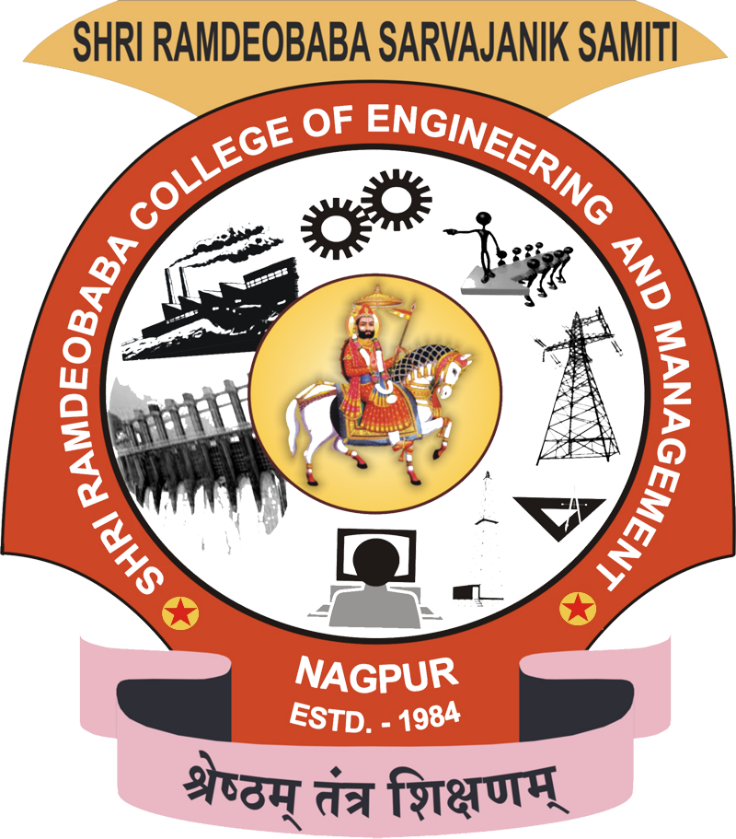 SHRI RAMDEOBABA SARVAJANIK SAMITI
SHRI RAMDEOBABA COLLEGE OF ENGINEERING AND MANAGEMENT
NAGPUR
ESTD. - 1984
श्रेष्ठम् तंत्र शिक्षणम्